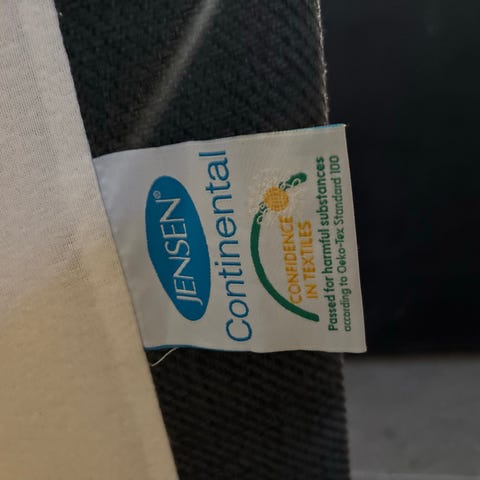 JENSEN®
Continental
CONFIDENCE
IN TEXTILES
Passed for harmful substances
according to Oeko-Tex Standard 100